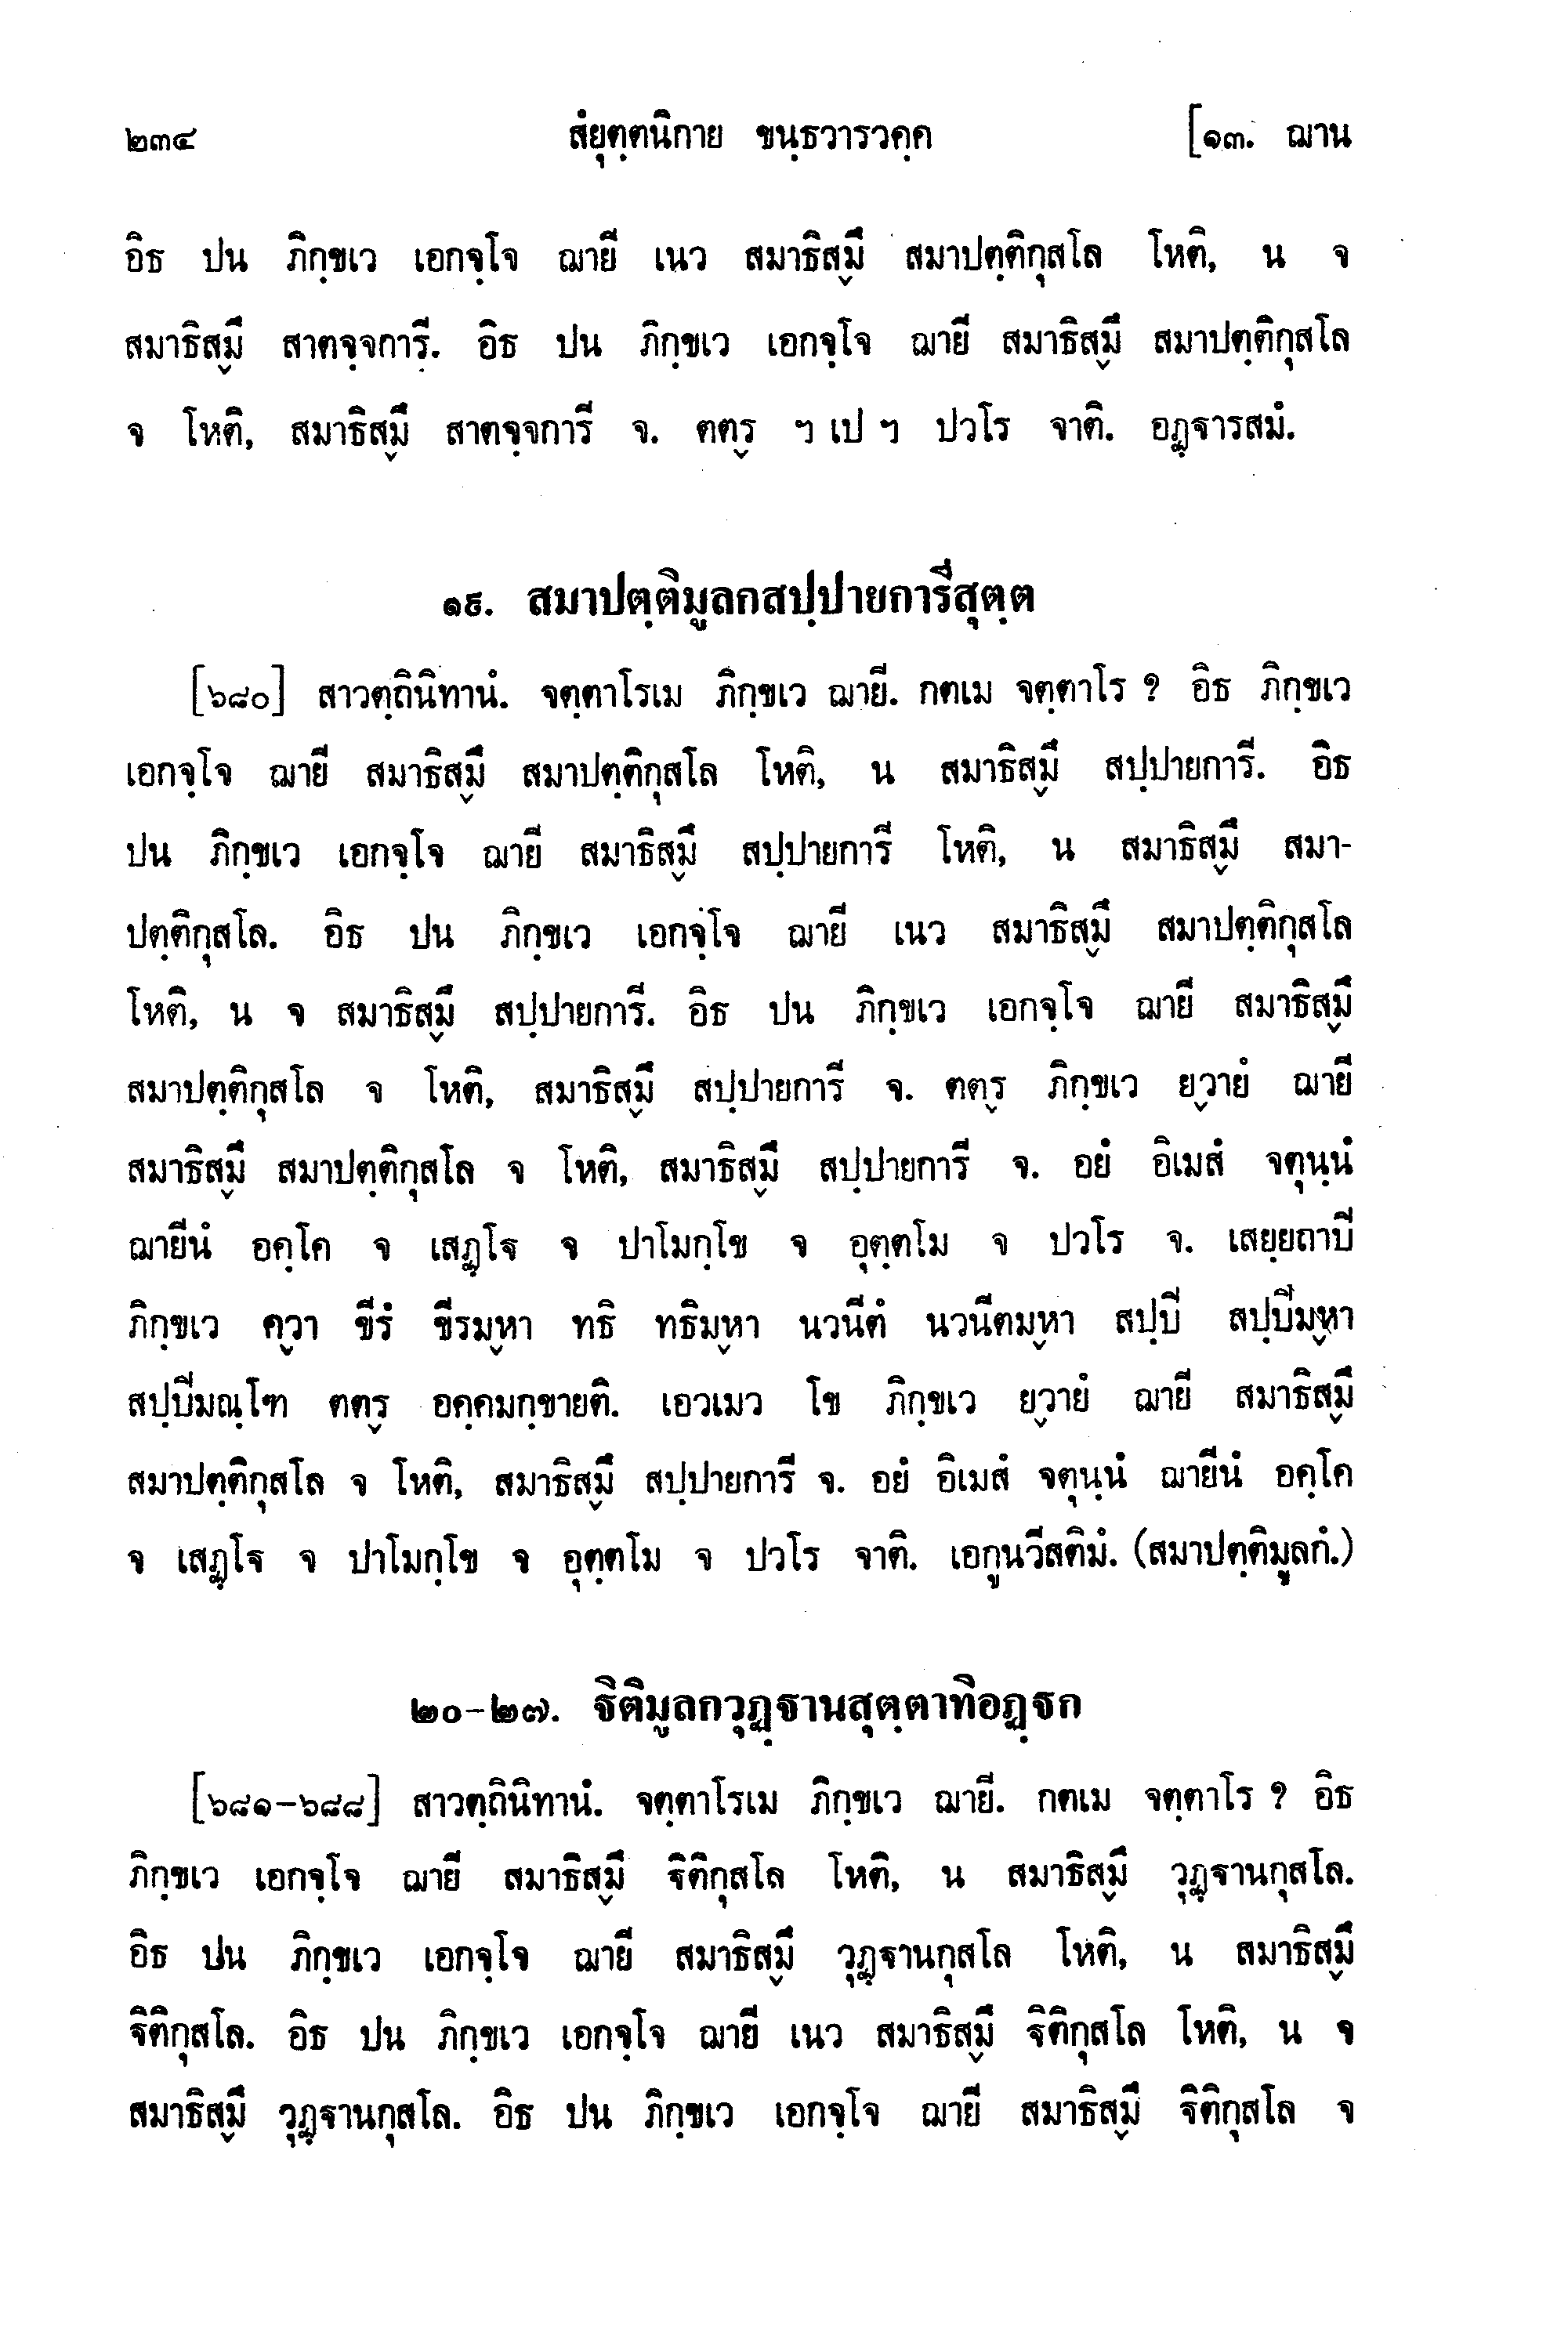 ๒๓๔ สํยุตฺตนิกาย ขนฺธวารวคฺค [๑๓. ฌาน
อิธ ปน ภิกฺขเว เอกจฺโจ ฌายี เนว สมาธิสฺมึ สมาปตฺติกุสโล โหติ, น จ
สมาธิสฺมึ สาตจฺจการี. อิธ ปน ภิกฺขเว เอกจฺโจ ฌายี สมาธิสฺมึ สมาปตฺติกุสโล
จ โหติ, สมาธิสฺมึ สาตจฺจการี จ. ตตฺร ฯ เป ฯ ปวโร จาติ. อฏฺฐารสมํ.
๑๙. สมาปตฺติมูลกสปฺปายการีสุตฺต
[๖๘๐] สาวตฺถินิทานํ. จตฺตาโรเม ภิกฺขเว ฌายี. กตเม จตฺตาโร ? อิธ ภิกฺขเว
เอกจฺโจ ฌายี สมาธิสฺมึ สมาปตฺติกุสโล โหติ, น สมาธิสฺมึ สปฺปายการี. อิธ
ปน ภิกฺขเว เอกจฺโจ ฌายี สมาธิสฺมึ สปฺปายการี โหติ, น สมาธิสฺมึ สมา-
ปตฺติกุสโล. อิธ ปน ภิกฺขเว เอกจฺโจ ฌายี เนว สมาธิสฺมึ สมาปตฺติกุสโล
โหติ, น จ สมาธิสฺมึ สปฺปายการี. อิธ ปน ภิกฺขเว เอกจฺโจ ฌายี สมาธิสฺมึ
สมาปตฺติกุสโล จ โหติ, สมาธิสฺมึ สปฺปายการี จ. ตตฺร ภิกฺขเว ยฺวายํ ฌายี
สมาธิสฺมึ สมาปตฺติกุสโล จ โหติ, สมาธิสฺมึ สปฺปายการี จ. อยํ อิเมสํ จตุนฺนํ
ฌายีนํ อคฺโค จ เสฏฺโฐ จ ปาโมกฺโข จ อุตฺตโม จ ปวโร จ. เสยฺยถาปิ
ภิกฺขเว ควา ขีรํ ขีรมฺหา ทธิ ทธิมฺหา นวนีตํ นวนีตมฺหา สปฺปิ สปฺปิมฺหา
สปฺปิมณฺโฑ ตตฺร อคฺคมกฺขายติ. เอวเมว โข ภิกฺขเว ยฺวายํ ฌายี สมาธิสฺมึ
สมาปตฺติกุสโล จ โหติ, สมาธิสฺมึ สปฺปายการี จ. อยํ อิเมสํ จตุนฺนํ ฌายีนํ อคฺโค
จ เสฏฺโฐ จ ปาโมกฺโข จ อุตฺตโม จ ปวโร จาติ. เอกูนวีสติมํ. (สมาปตฺติมูลกํ.)
๒๐-๒๗. ฐิติมูลกวุฏฺฐานสุตฺตาทิอฏฺฐก
[๖๘๑-๖๘๘] สาวตฺถินิทานํ. จตฺตาโรเม ภิกฺขเว ฌายี. กตเม จตฺตาโร ? อิธ
ภิกฺขเว เอกจฺโจ ฌายี สมาธิสฺมึ ฐิติกุสโล โหติ, น สมาธิสฺมึ วุฏฺฐานกุสโล.
อิธ ปน ภิกฺขเว เอกจฺโจ ฌายี สมาธิสฺมึ วุฏฺฐานกุสโล โหติ, น สมาธิสฺมึ
ฐิติกุสโล. อิธ ปน ภิกฺขเว เอกจฺโจ ฌายี เนว สมาธิสฺมึ ฐิติกุสโล โหติ, น จ
สมาธิสฺมึ วุฏฺฐานกุสโล. อิธ ปน ภิกฺขเว เอกจฺโจ ฌายี สมาธิสฺมึ ฐิติกุสโล จ